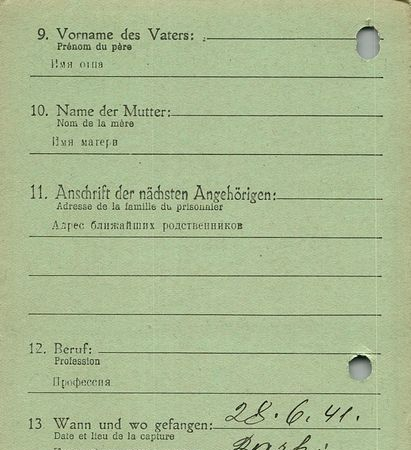 9. Vorname des Vaters:
Prénom du père
Имя отца
10. Name der Mutter:
Nom de la mère
Имя матери
11. Anschrift der nächsten Angehörigen:
Adresse de la famille du prisonnier
Адрес ближайших родственников
12. Beruf:
Profession
Профессия
13 Wann und wo gefangen: 28.6.41.
Date et lieu de la capture